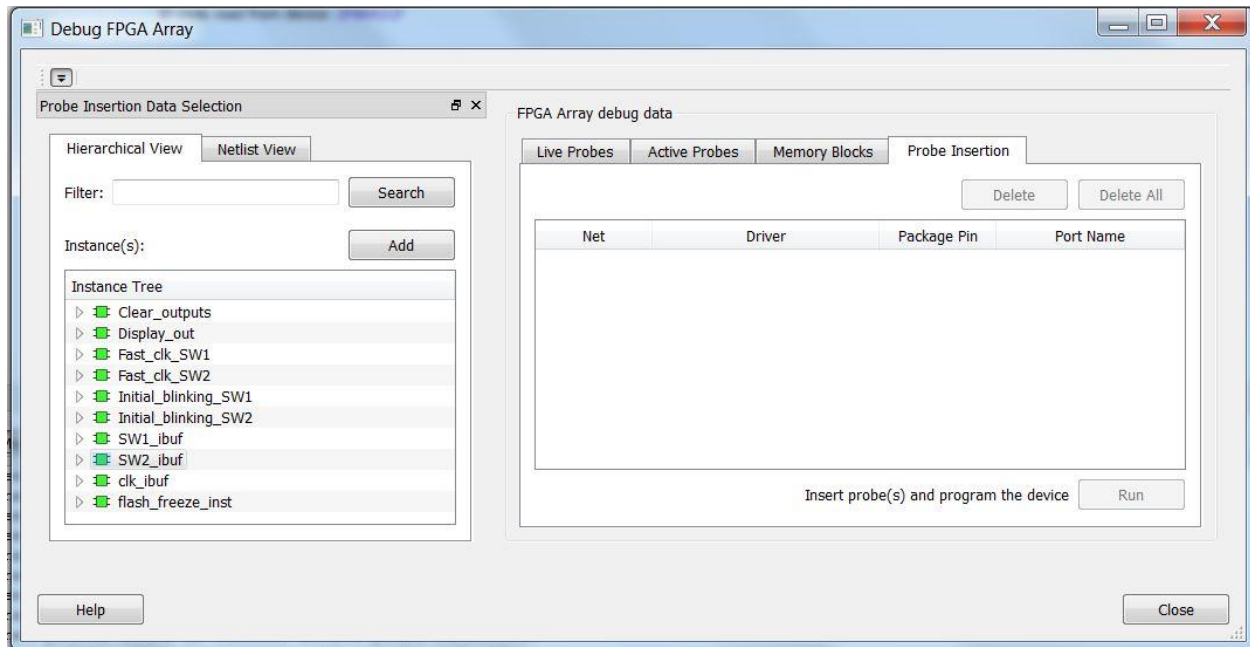 Debug FPGA Array
Probe Insertion Data Selection
Hierarchical View
Netlist View
Filter:
Search
Instance(s):
Add
Instance Tree
Clear_outputs
Display_out
Fast_clk_SW1
Fast_clk_SW2
Initial_blinking_SW1
Initial_blinking_SW2
SW1_ibuf
SW2_ibuf
clk_ibuf
flash_freeze_inst
FPGA Array debug data
Live Probes
Active Probes
Memory Blocks
Probe Insertion
Delete
Delete All
Net
Driver
Package Pin
Port Name
Insert probe(s) and program the device
Run
Help
Close